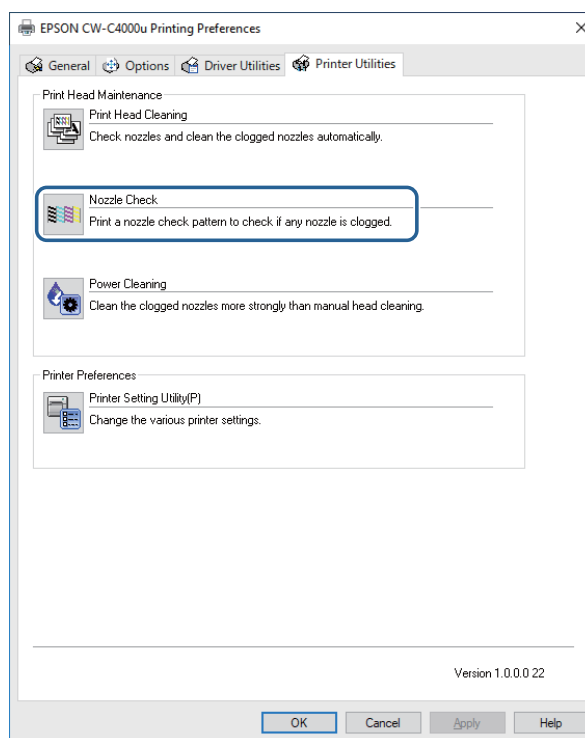 EPSON CW-C4000u Printing Preferences
General Options Driver Utilities Printer Utilities
Print Head Maintenance
Print Head Cleaning
Check nozzles and clean the clogged nozzles automatically.
Nozzle Check
Print a nozzle check pattern to check if any nozzle is clogged.
Power Cleaning
Clean the clogged nozzles more strongly than manual head cleaning.
Printer Preferences
Printer Setting Utility(P)
Change the various printer settings.
Version 1.0.0.0 22
OK Cancel Apply Help